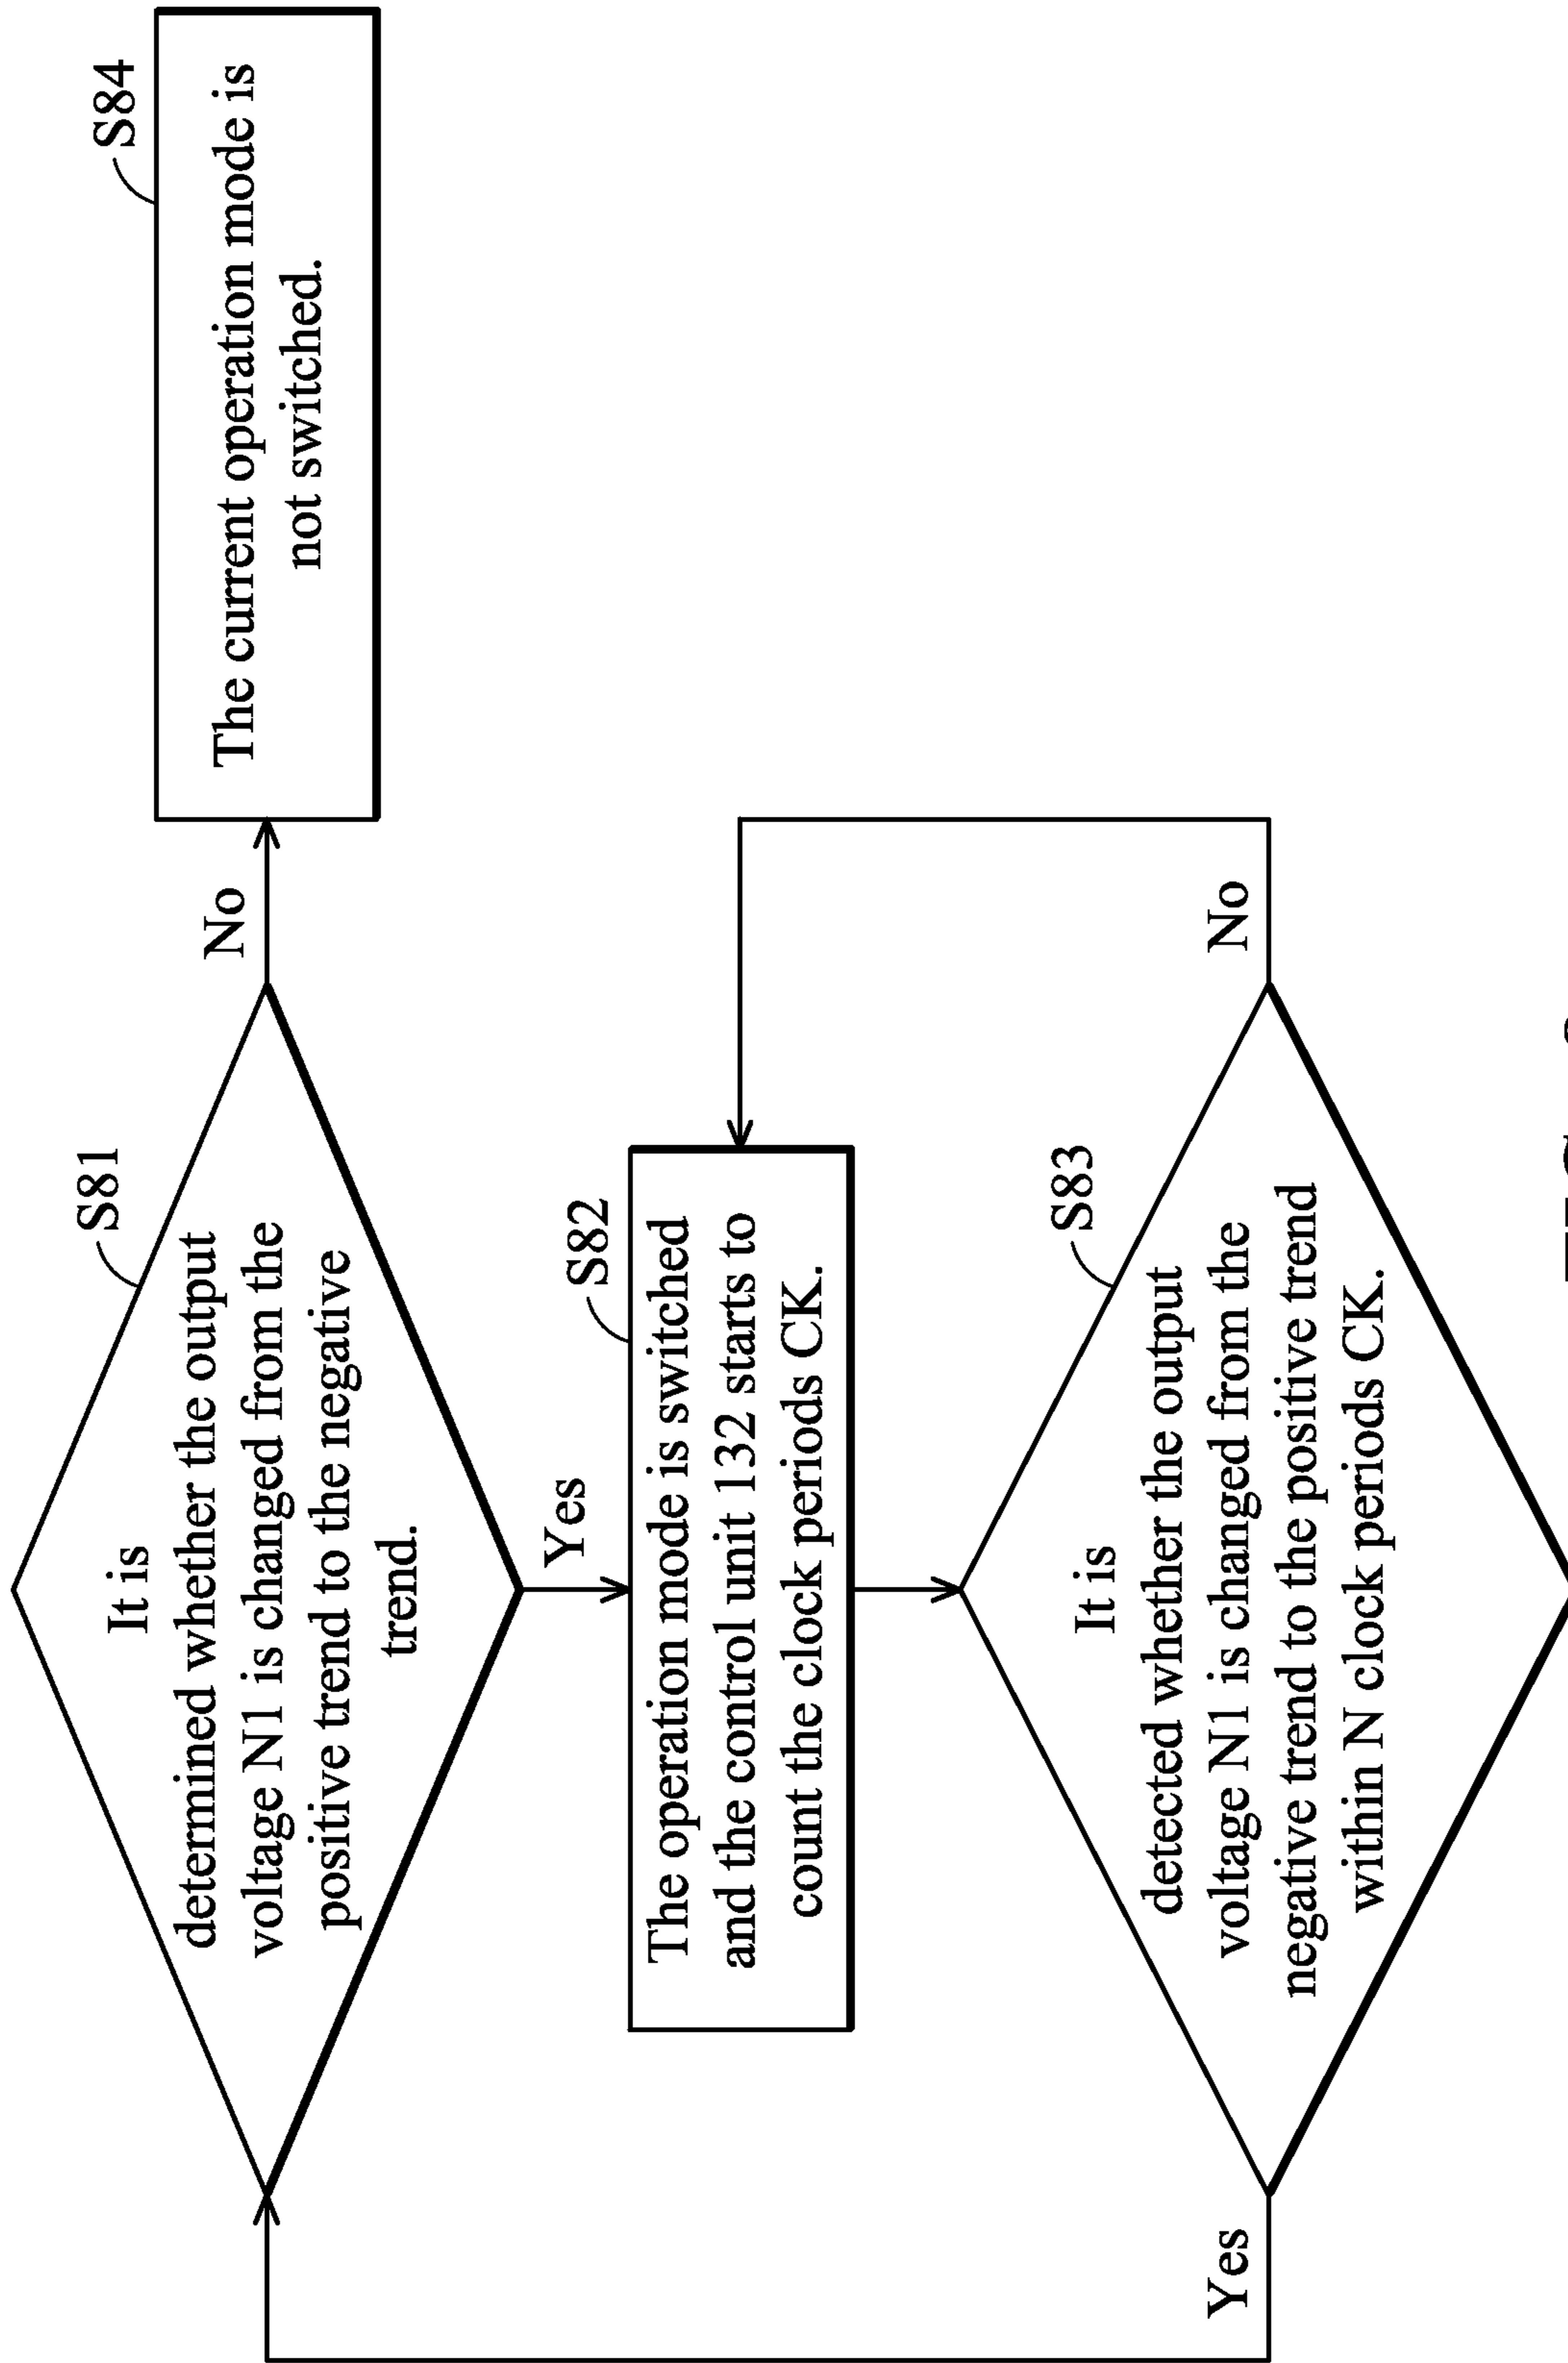 S81
It is
determined whether the output
voltage N1 is changed from the
positive trend to the negative
trend.
No
S84
The current operation mode is
not switched.
Yes
S82
The operation mode is switched
and the control unit 132 starts to
count the clock periods CK.
S83
It is
detected whether the output
voltage N1 is changed from the
negative trend to the positive trend
within N clock periods CK.
Yes
No